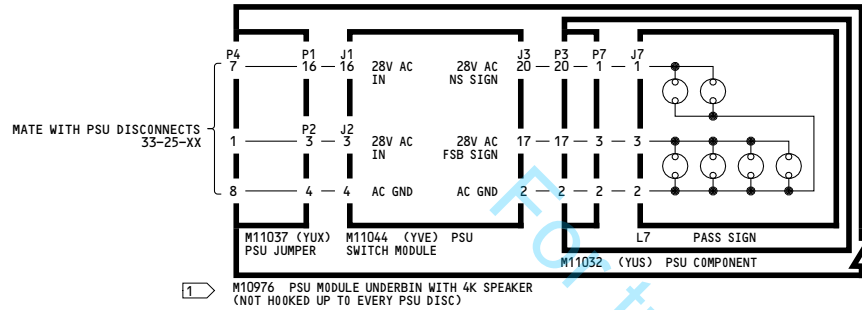 P4 P1 J1 J3 P3 P7 J7
7 16 16 28V AC IN 28V AC NS SIGN 20 20 1 1
MATE WITH PSU DISCONNECTS
33-25-XX
P2 J2
1 3 3 28V AC IN 28V AC FSB SIGN 17 17 3 3
8 4 4 AC GND AC GND 2 2 2 2
M11037 (YUX)
PSU JUMPER
M11044 (YVE) PSU
SWITCH MODULE
L7 PASS SIGN
M11032 (YUS) PSU COMPONENT
1 M10976 PSU MODULE UNDERBIN WITH 4K SPEAKER
(NOT HOOKED UP TO EVERY PSU DISC)
For